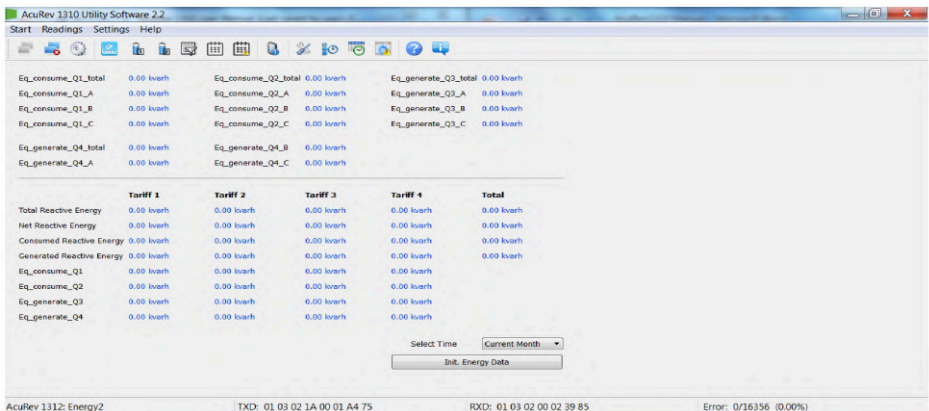 AcuRev 1310 Utility Software 2.2
Start Readings Settings Help
Eq_consume_Q1_total 0.00 kvarh Eq_consume_Q2_total 0.00 kvarh Eq_generate_Q3_total 0.00 kvarh
Eq_consume_Q1_A 0.00 kvarh Eq_consume_Q2_A 0.00 kvarh Eq_generate_Q3_A 0.00 kvarh
Eq_consume_Q1_B 0.00 kvarh Eq_consume_Q2_B 0.00 kvarh Eq_generate_Q3_B 0.00 kvarh
Eq_consume_Q1_C 0.00 kvarh Eq_consume_Q2_C 0.00 kvarh Eq_generate_Q3_C 0.00 kvarh
Eq_generate_Q4_total 0.00 kvarh Eq_generate_Q4_B 0.00 kvarh
Eq_generate_Q4_A 0.00 kvarh Eq_generate_Q4_C 0.00 kvarh
Tariff 1 Tariff 2 Tariff 3 Tariff 4 Total
Total Reactive Energy 0.00 kvarh 0.00 kvarh 0.00 kvarh 0.00 kvarh 0.00 kvarh
Net Reactive Energy 0.00 kvarh 0.00 kvarh 0.00 kvarh 0.00 kvarh 0.00 kvarh
Consumed Reactive Energy 0.00 kvarh 0.00 kvarh 0.00 kvarh 0.00 kvarh 0.00 kvarh
Generated Reactive Energy 0.00 kvarh 0.00 kvarh 0.00 kvarh 0.00 kvarh 0.00 kvarh
Eq_consume_Q1 0.00 kvarh 0.00 kvarh 0.00 kvarh 0.00 kvarh
Eq_consume_Q2 0.00 kvarh 0.00 kvarh 0.00 kvarh 0.00 kvarh
Eq_generate_Q3 0.00 kvarh 0.00 kvarh 0.00 kvarh 0.00 kvarh
Eq_generate_Q4 0.00 kvarh 0.00 kvarh 0.00 kvarh 0.00 kvarh
Select Time Current Month
Init. Energy Data
AcuRev 1312: Energy2 TXD: 01 03 02 1A 00 01 A4 75 RXD: 01 03 02 00 02 39 85 Error: 0/16356 (0.00%)